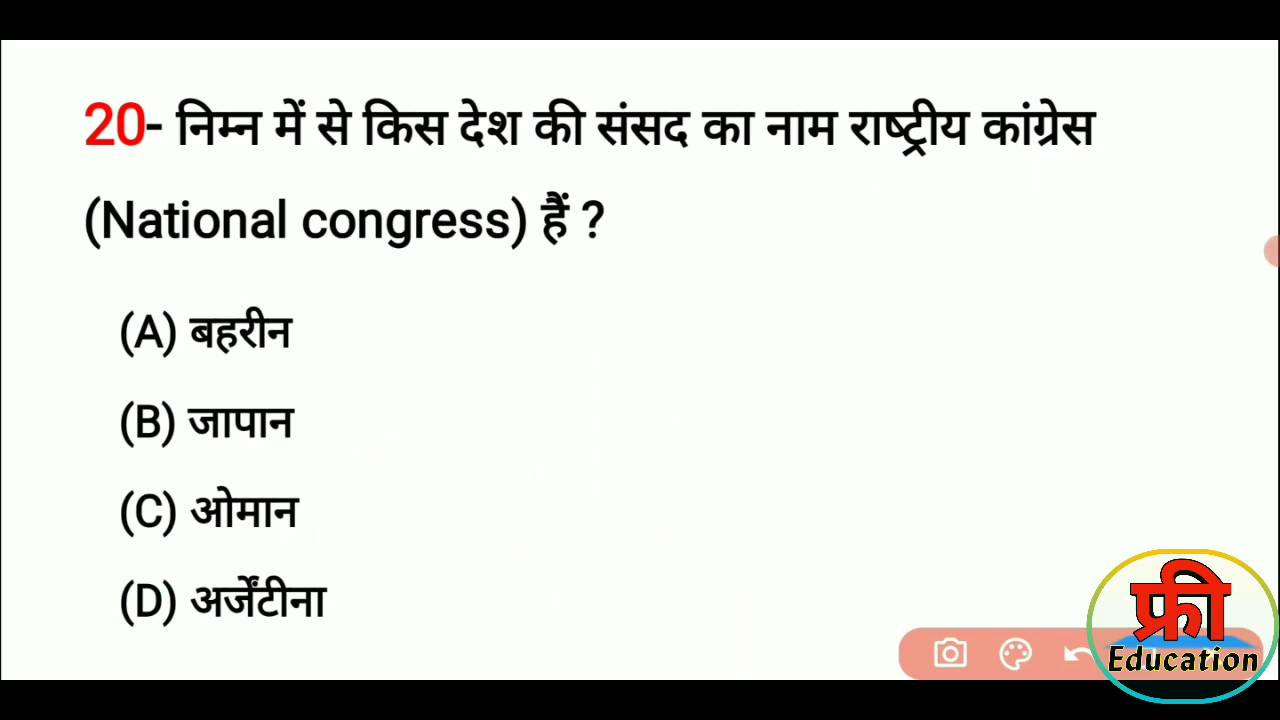 20- निम्न में से किस देश की संसद का नाम राष्ट्रीय कांग्रेस
(National congress) हैं ?
(A) बहरीन
(B) जापान
(C) ओमान
(D) अर्जेंटीना
फ्री
Education